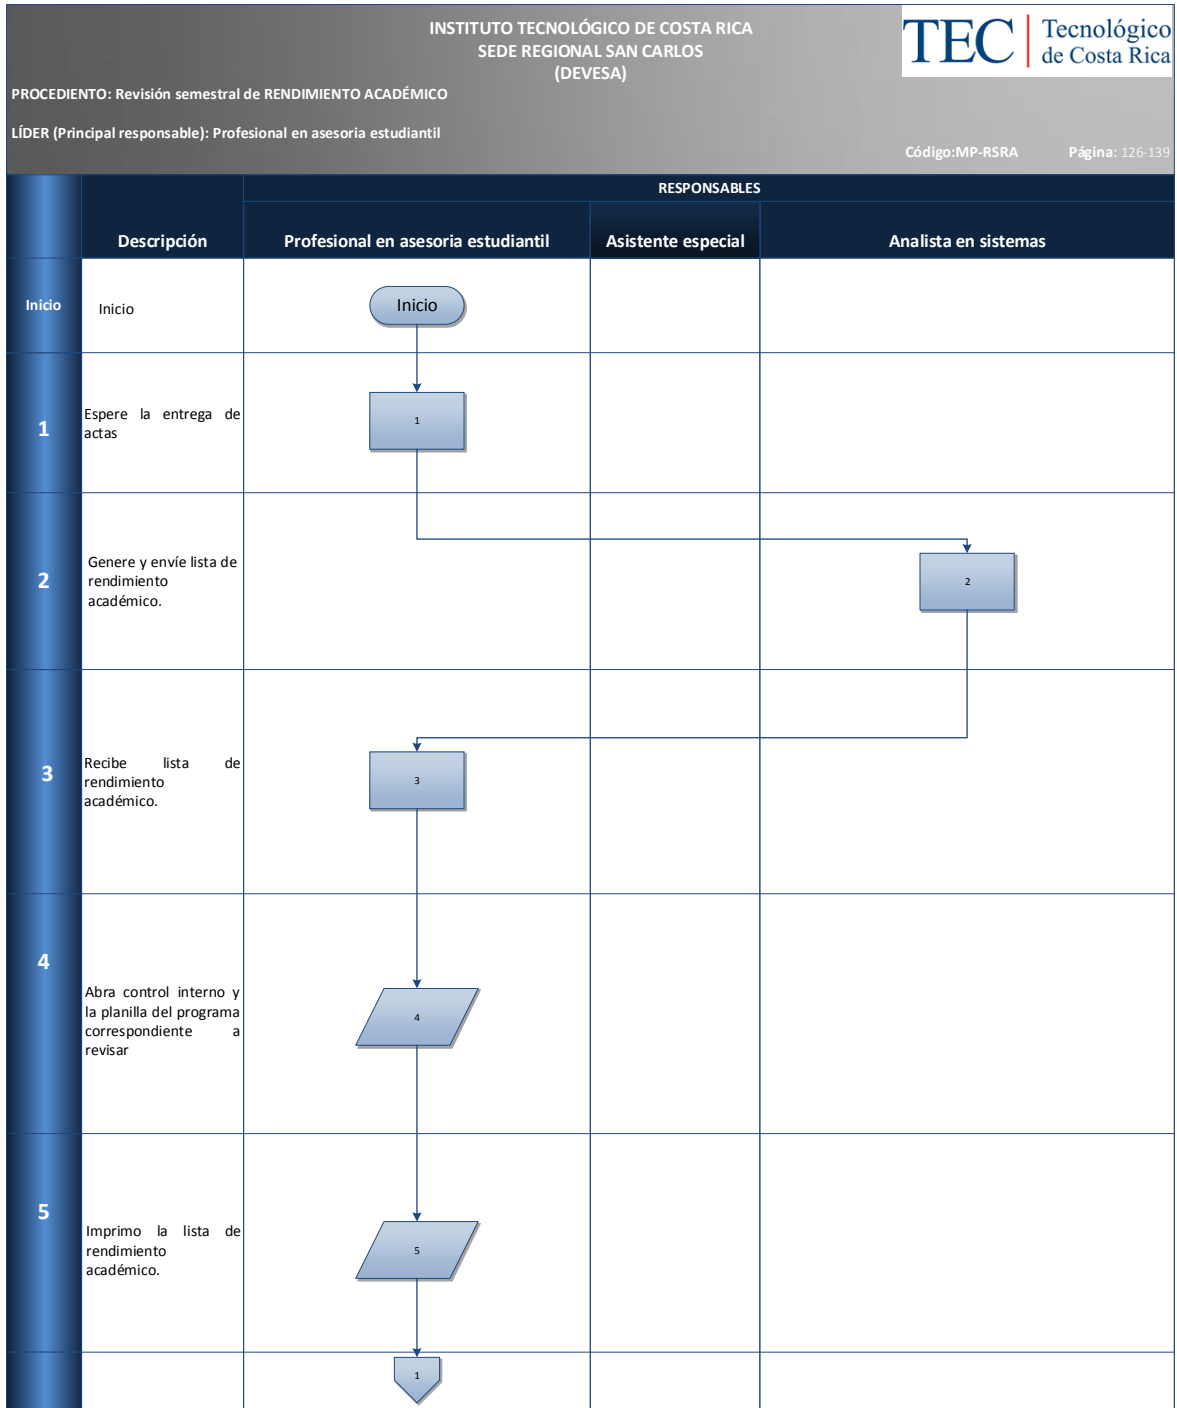 INSTITUTO TECNOLÓGICO DE COSTA RICA
SEDE REGIONAL SAN CARLOS
(DEVESA)
TEC
Tecnológico
de Costa Rica
PROCEDIENTO: Revisión semestral de RENDIMIENTO ACADÉMICO
LÍDER (Principal responsable): Profesional en asesoria estudiantil
Código:MP-RSRA Página: 126-139
RESPONSABLES
Descripción Profesional en asesoria estudiantil Asistente especial Analista en sistemas
Inicio
Inicio
Inicio
1
Espere la entrega de
actas
1
2
Genere y envíe lista de
rendimiento
académico.
2
3
Recibe lista de
rendimiento
académico.
3
4
Abra control interno y
la planilla del programa
correspondiente a
revisar
4
5
Imprimo la lista de
rendimiento
académico.
5
1